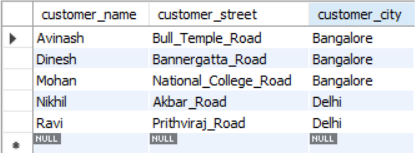 customer_name customer_street customer_city
Avinash Bull_Temple_Road Bangalore
Dinesh Bannergatta_Road Bangalore
Mohan National_College_Road Bangalore
Nikhil Akbar_Road Delhi
Ravi Prithviraj_Road Delhi
NULL NULL NULL